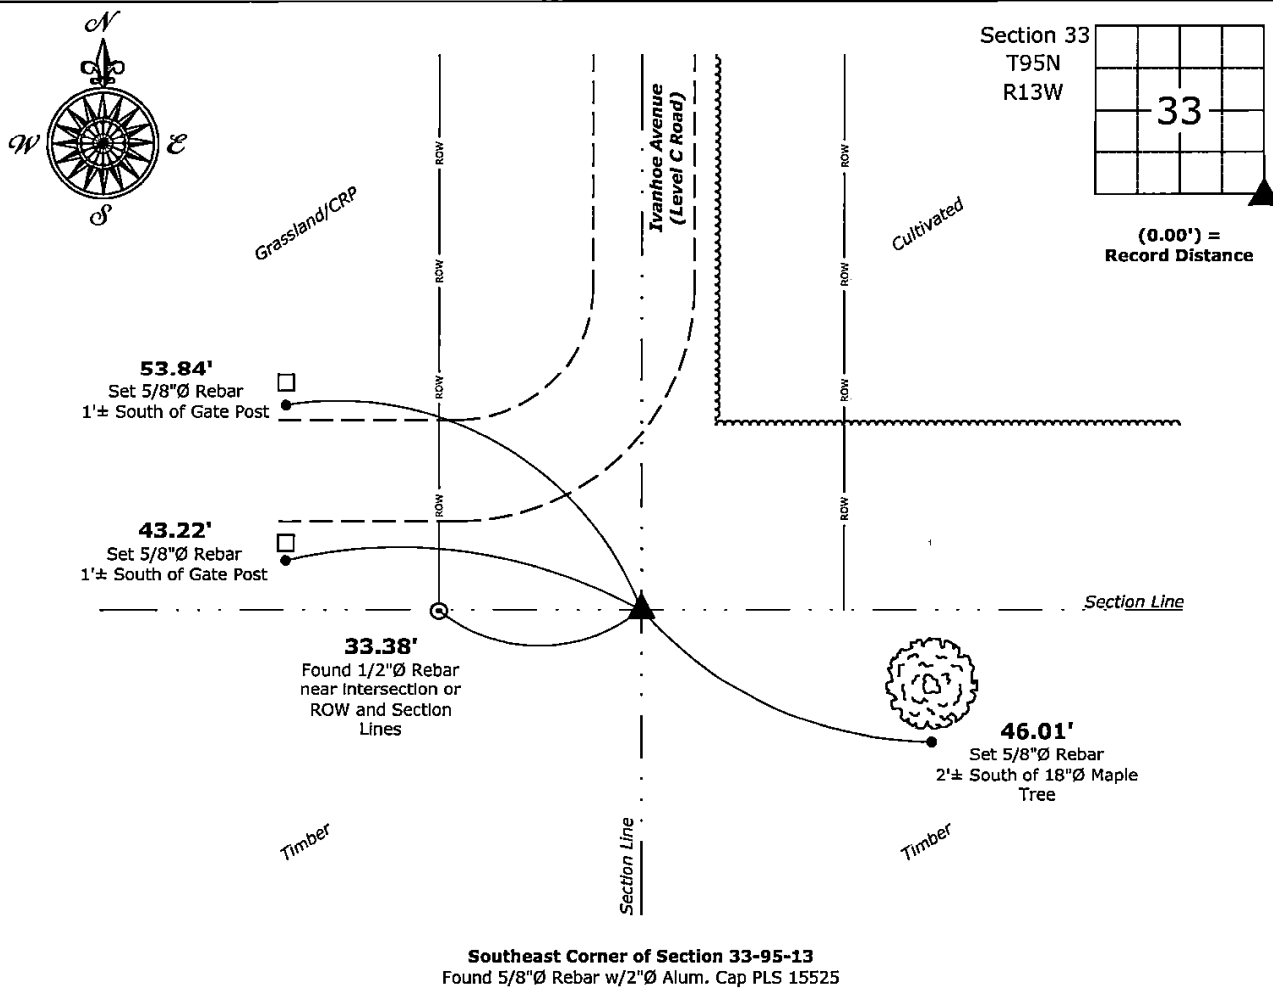 N
W
E
S
Section 33
T95N
R13W
33
(0.00') =
Record Distance
Ivanhoe Avenue
(Level C Road)
ROW
ROW
ROW
ROW
ROW
ROW
ROW
ROW
Grassland/CRP
Cultivated
53.84'
Set 5/8"Ø Rebar
1'± South of Gate Post
43.22'
Set 5/8"Ø Rebar
1'± South of Gate Post
Section Line
33.38'
Found 1/2"Ø Rebar
near intersection or
ROW and Section
Lines
46.01'
Set 5/8"Ø Rebar
2'± South of 18"Ø Maple
Tree
Timber
Section Line
Timber
Southeast Corner of Section 33-95-13
Found 5/8"Ø Rebar w/2"Ø Alum. Cap PLS 15525